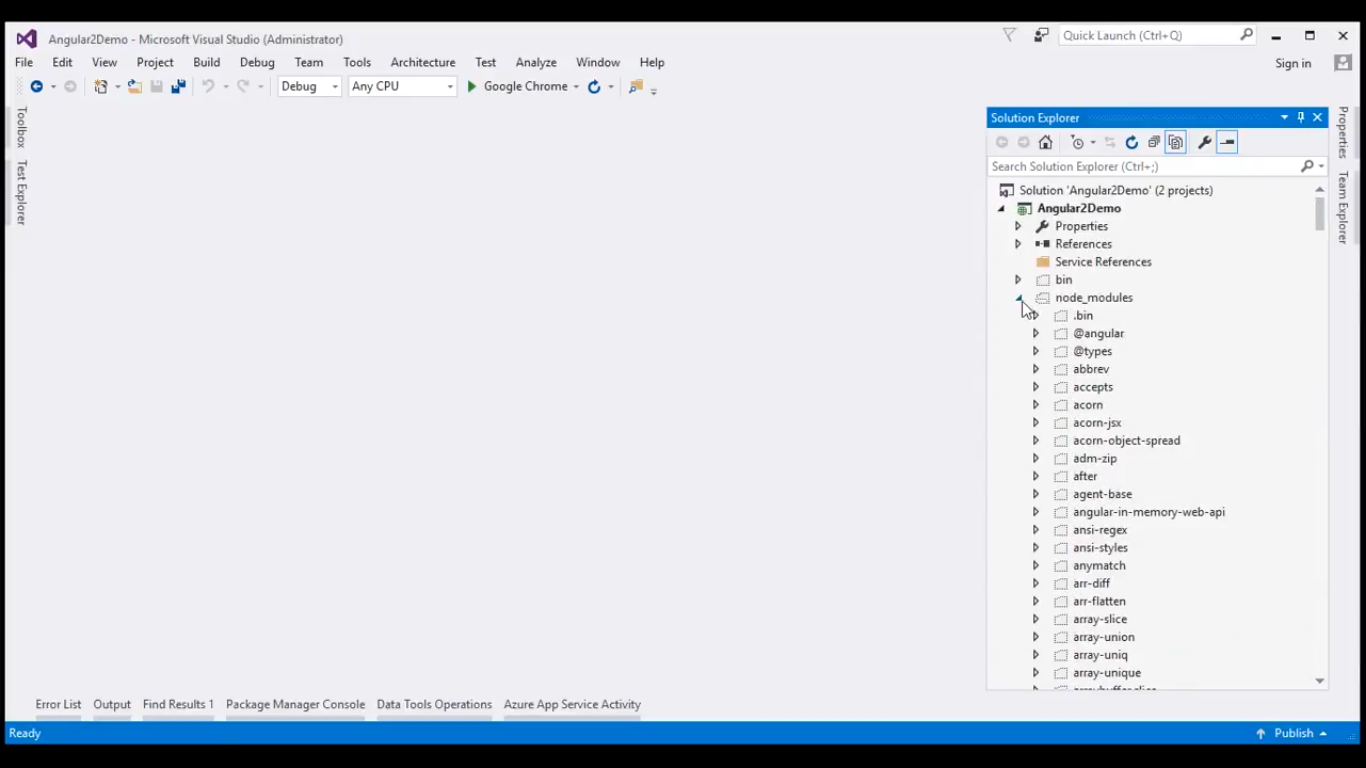 Angular2Demo - Microsoft Visual Studio (Administrator)
Quick Launch (Ctrl+Q)
File Edit View Project Build Debug Team Tools Architecture Test Analyze Window Help
Sign in
Debug Any CPU Google Chrome
Toolbox
Test Explorer
Solution Explorer
Search Solution Explorer (Ctrl+;)
Solution 'Angular2Demo' (2 projects)
Angular2Demo
Properties
References
Service References
bin
node_modules
.bin
@angular
@types
abbrev
accepts
acorn
acorn-jsx
acorn-object-spread
adm-zip
after
agent-base
angular-in-memory-web-api
ansi-regex
ansi-styles
anymatch
arr-diff
arr-flatten
array-slice
array-union
array-uniq
array-unique
Properties
Team Explorer
Error List Output Find Results 1 Package Manager Console Data Tools Operations Azure App Service Activity
Ready
Publish